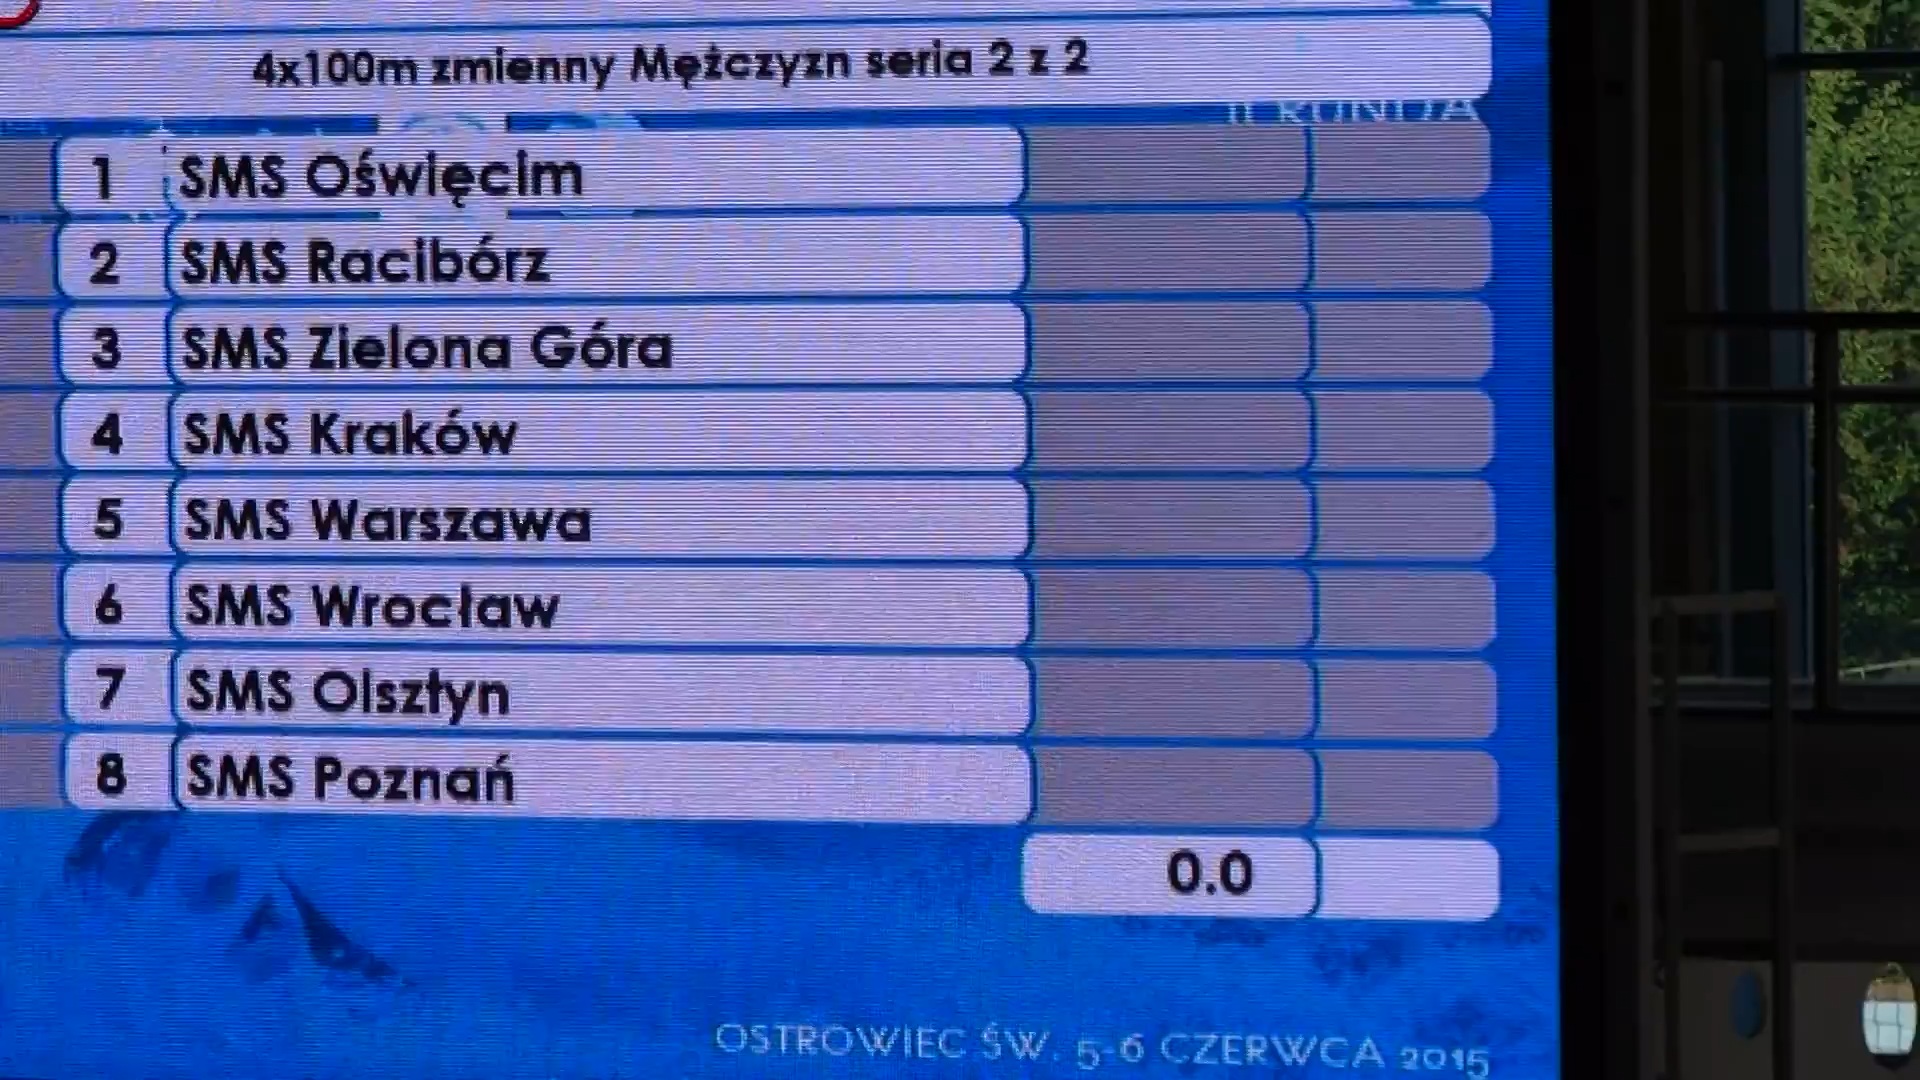 4x100m zmienny Mężczyzn seria 2 z 2
II RUNDA
1 SMS Oświęcim
2 SMS Racibórz
3 SMS Zielona Góra
4 SMS Kraków
5 SMS Warszawa
6 SMS Wrocław
7 SMS Olsztyn
8 SMS Poznań
0.0
OSTROWIEC ŚW. 5-6 CZERWCA 2015